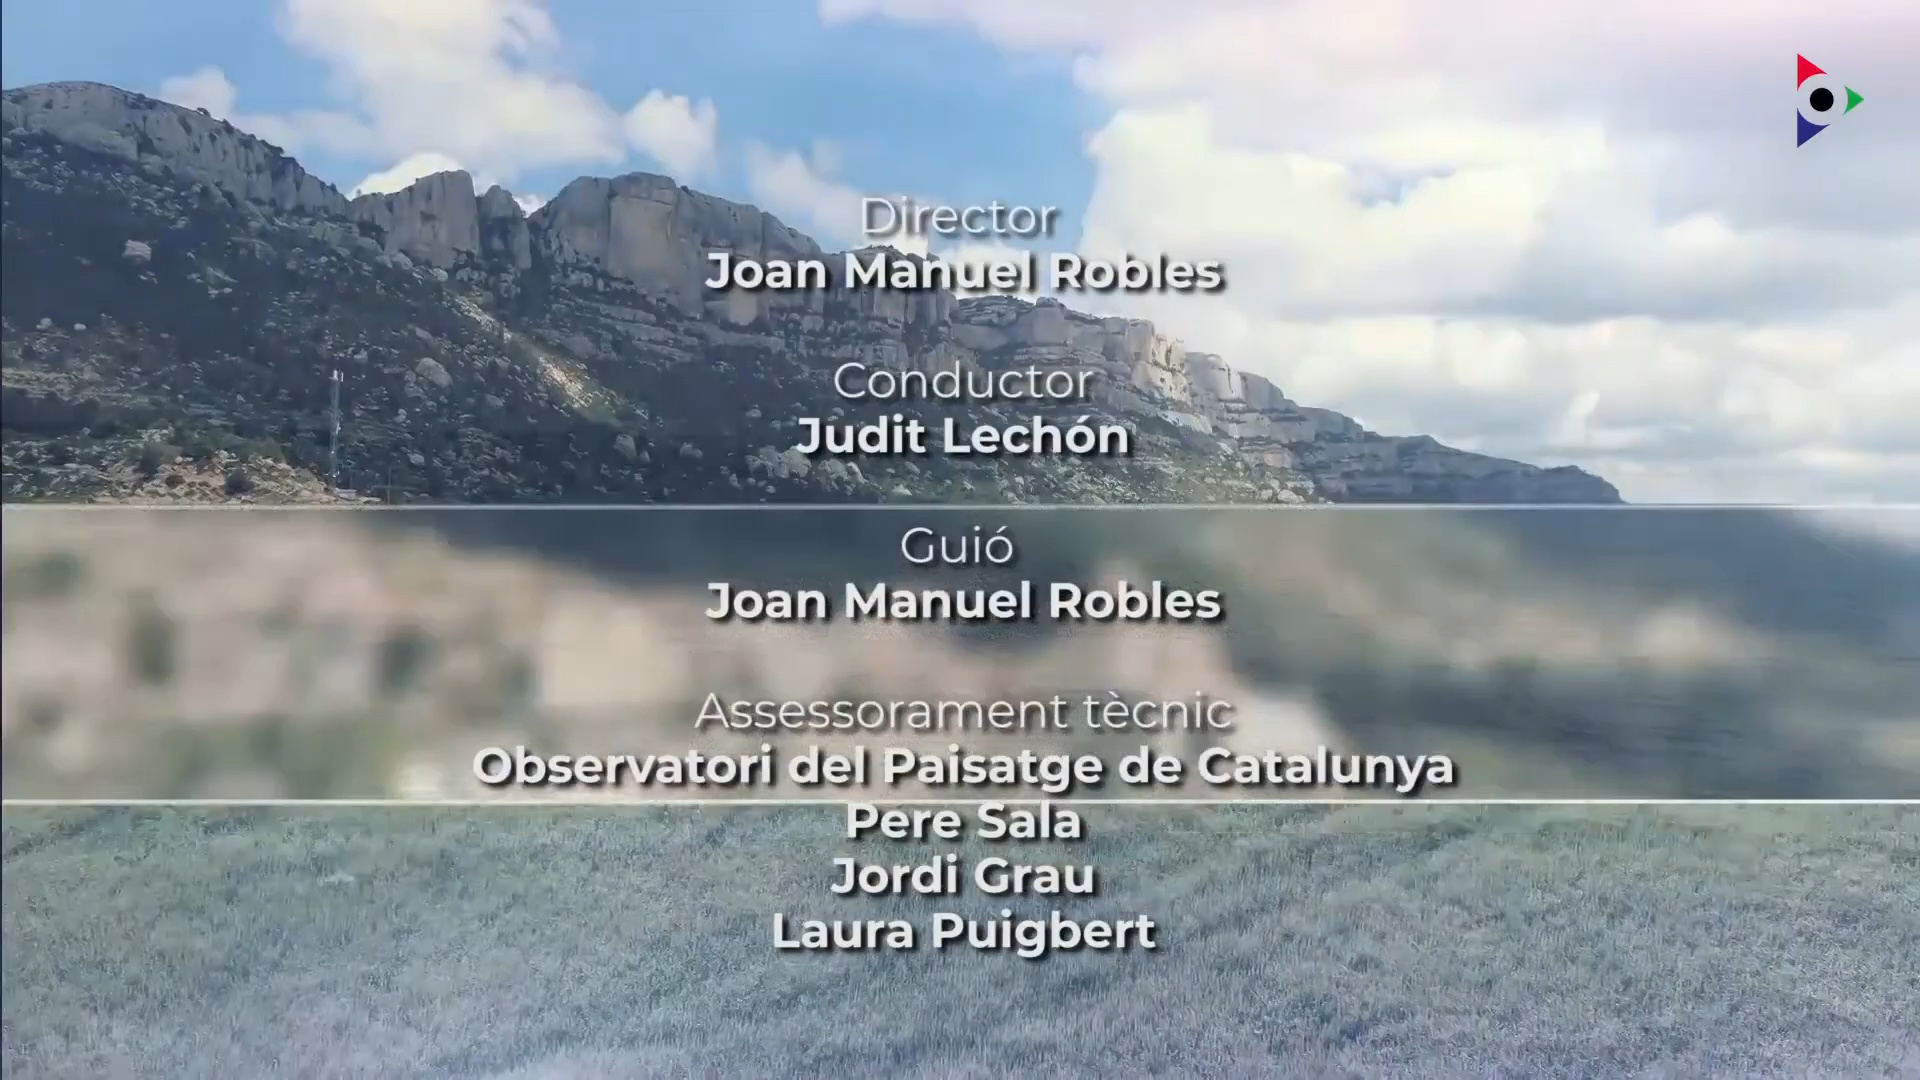 Director
Joan Manuel Robles
Conductor
Judit Lechón
Guió
Joan Manuel Robles
Assessorament tècnic
Observatori del Paisatge de Catalunya
Pere Sala
Jordi Grau
Laura Puigbert